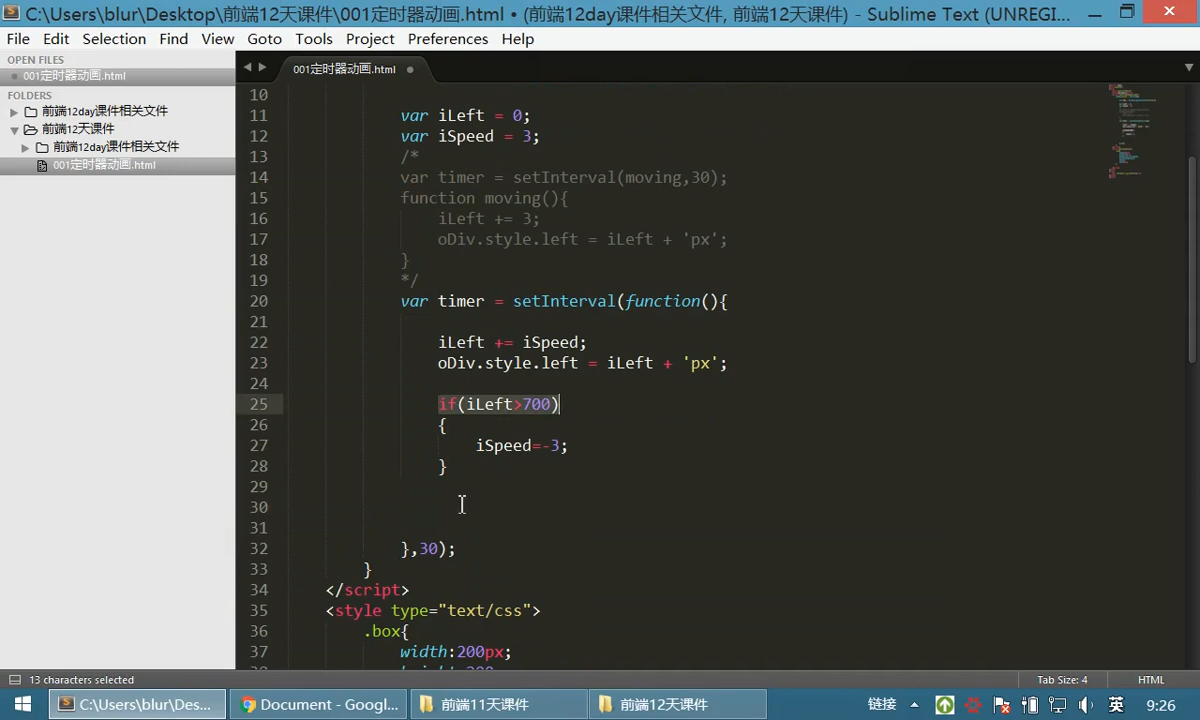 C:\Users\blur\Desktop\前端12天课件\001定时器动画.html • (前端12day课件相关文件, 前端12天课件) - Sublime Text (UNREGI...
File Edit Selection Find View Goto Tools Project Preferences Help
OPEN FILES
001定时器动画.html
FOLDERS
前端12day课件相关文件
前端12天课件
前端12day课件相关文件
001定时器动画.html
001定时器动画.html
10
11 var iLeft = 0;
12 var iSpeed = 3;
13 /*
14 var timer = setInterval(moving,30);
15 function moving(){
16 iLeft += 3;
17 oDiv.style.left = iLeft + 'px';
18 }
19 */
20 var timer = setInterval(function(){
21
22 iLeft += iSpeed;
23 oDiv.style.left = iLeft + 'px';
24
25 if(iLeft>700)
26 {
27 iSpeed=-3;
28 }
29
30
31
32 },30);
33 }
34 </script>
35 <style type="text/css">
36 .box{
37 width:200px;
13 characters selected Tab Size: 4 HTML
C:\Users\blur\Des... Document - Googl... 前端11天课件 前端12天课件 链接 英 9:26